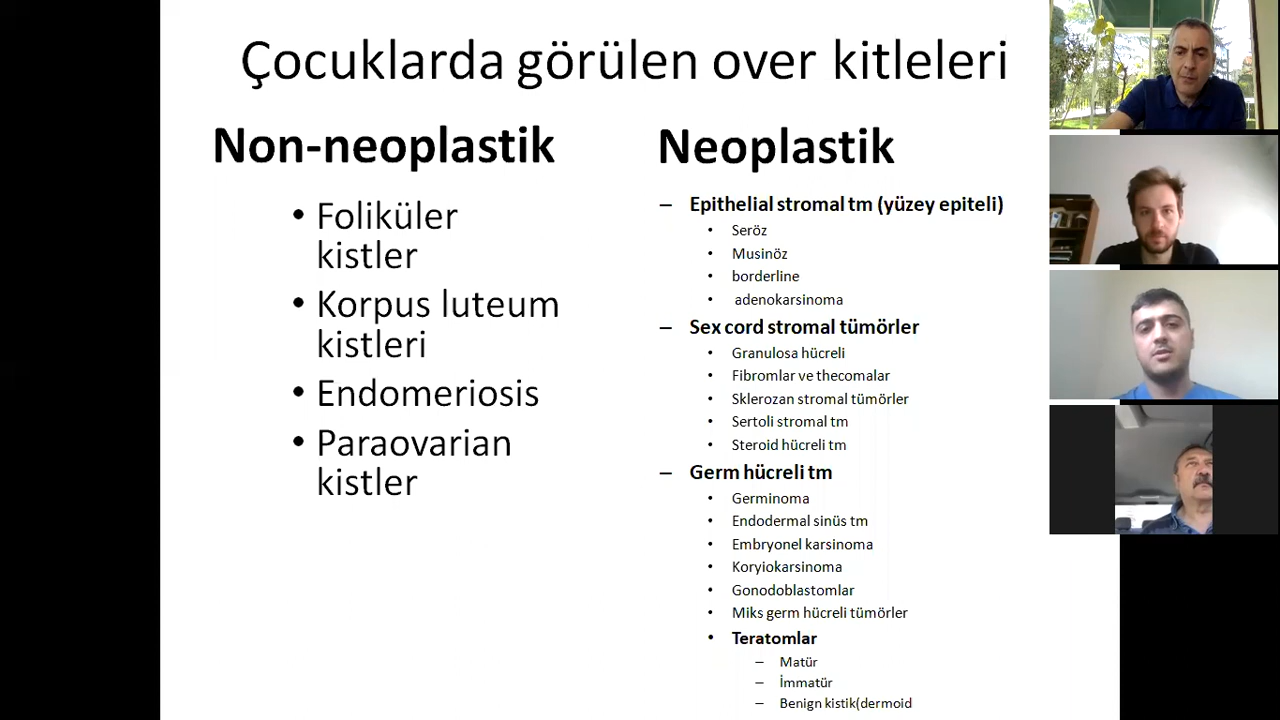 Çocuklarda görülen over kitleleri
Non-neoplastik
• Foliküler
kistler
• Korpus luteum
kistleri
• Endomeriosis
• Paraovarian
kistler
Neoplastik
– Epithelial stromal tm (yüzey epiteli)
• Seröz
• Musinöz
• borderline
• adenokarsinoma
– Sex cord stromal tümörler
• Granulosa hücreli
• Fibromlar ve thecomalar
• Sklerozan stromal tümörler
• Sertoli stromal tm
• Steroid hücreli tm
– Germ hücreli tm
• Germinoma
• Endodermal sinüs tm
• Embryonel karsinoma
• Koryiokarsinoma
• Gonodoblastomlar
• Miks germ hücreli tümörler
• Teratomlar
– Matür
– İmmatür
– Benign kistik(dermoid